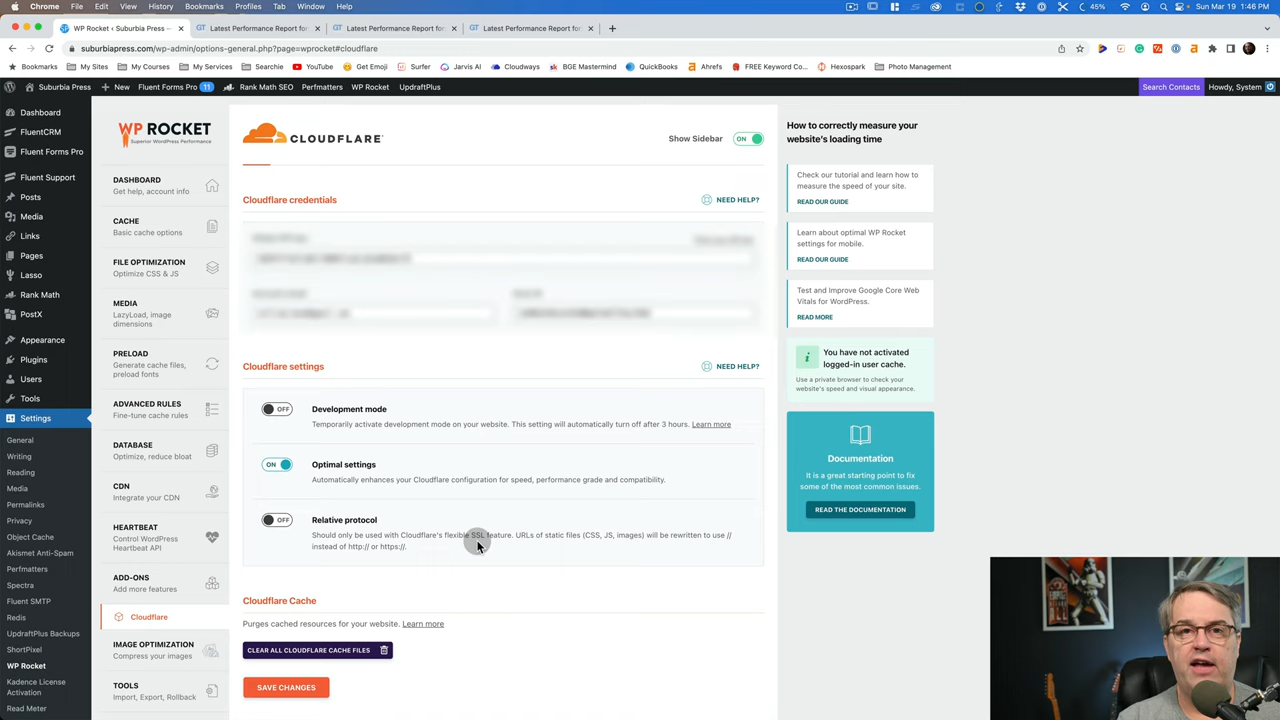 Chrome File Edit View History Bookmarks Profiles Tab Window Help
45% Sun Mar 19 1:46 PM
WP Rocket ‹ Suburbia Press —
Latest Performance Report for:
Latest Performance Report for:
Latest Performance Report for:
suburbiapress.com/wp-admin/options-general.php?page=wprocket#cloudflare
Bookmarks My Sites My Courses My Services Searchie YouTube Get Emoji Surfer Jarvis AI Cloudways BGE Mastermind QuickBooks Ahrefs FREE Keyword Co... Hexospark Photo Management
Suburbia Press New Fluent Forms Pro 11 Rank Math SEO Perfmatters WP Rocket UpdraftPlus Search Contacts Howdy, System
Dashboard
FluentCRM
Fluent Forms Pro
Fluent Support
Posts
Media
Links
Pages
Lasso
Rank Math
PostX
Appearance
Plugins
Users
Tools
Settings
General
Writing
Reading
Media
Permalinks
Privacy
Object Cache
Akismet Anti-Spam
Perfmatters
Spectra
Fluent SMTP
Redis
UpdraftPlus Backups
ShortPixel
WP Rocket
Kadence License
Activation
Read Meter
WP ROCKET
Superior WordPress Performance
DASHBOARD
Get help, account info
CACHE
Basic cache options
FILE OPTIMIZATION
Optimize CSS & JS
MEDIA
LazyLoad, image
dimensions
PRELOAD
Generate cache files,
preload fonts
ADVANCED RULES
Fine-tune cache rules
DATABASE
Optimize, reduce bloat
CDN
Integrate your CDN
HEARTBEAT
Control WordPress
Heartbeat API
ADD-ONS
Add more features
Cloudflare
IMAGE OPTIMIZATION
Compress your images
TOOLS
Import, Export, Rollback
CLOUDFLARE
Show Sidebar ON
Cloudflare credentials NEED HELP?
Cloudflare settings NEED HELP?
OFF Development mode
Temporarily activate development mode on your website. This setting will automatically turn off after 3 hours. Learn more
ON Optimal settings
Automatically enhances your Cloudflare configuration for speed, performance grade and compatibility.
OFF Relative protocol
Should only be used with Cloudflare's flexible SSL feature. URLs of static files (CSS, JS, images) will be rewritten to use //
instead of http:// or https://.
Cloudflare Cache
Purges cached resources for your website. Learn more
CLEAR ALL CLOUDFLARE CACHE FILES
SAVE CHANGES
How to correctly measure your
website's loading time
Check our tutorial and learn how to
measure the speed of your site.
READ OUR GUIDE
Learn about optimal WP Rocket
settings for mobile.
READ OUR GUIDE
Test and Improve Google Core Web
Vitals for WordPress.
READ MORE
You have not activated
logged-in user cache.
Use a private browser to check your
website's speed and visual appearance.
Documentation
It is a great starting point to fix
some of the most common issues.
READ THE DOCUMENTATION